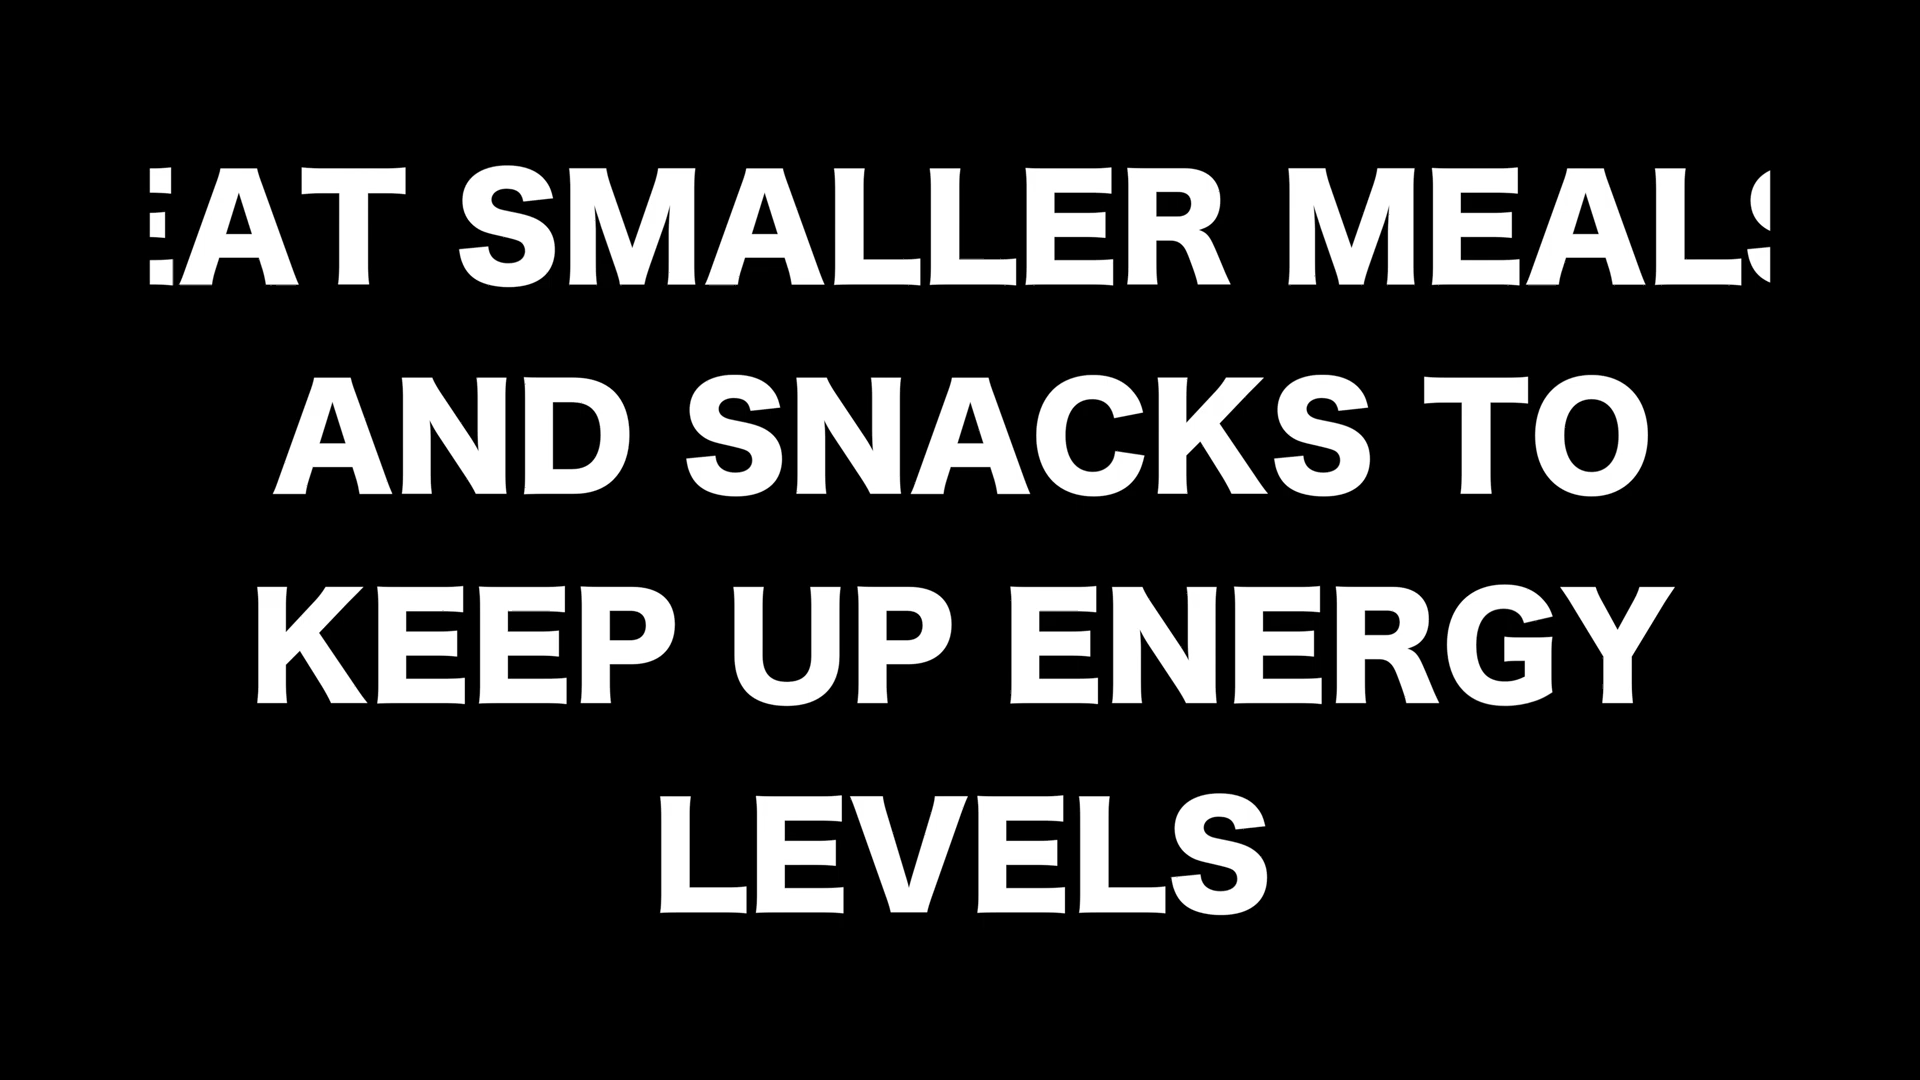 EAT SMALLER MEALS
AND SNACKS TO
KEEP UP ENERGY
LEVELS